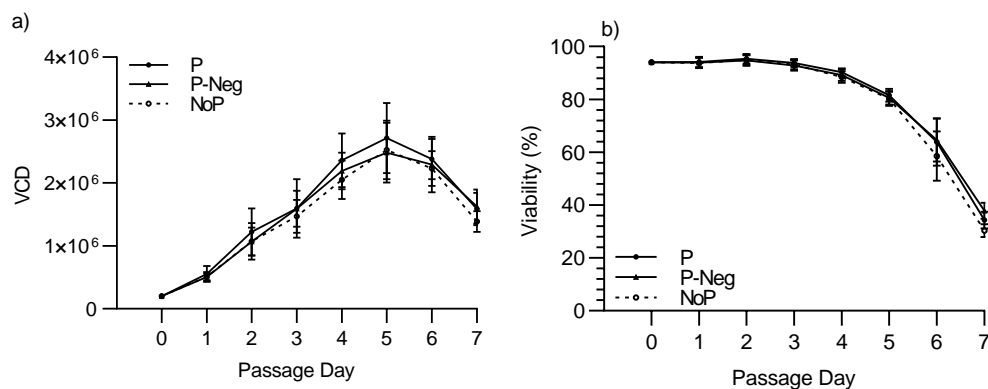 a)
4×10⁶
3×10⁶
2×10⁶
1×10⁶
0
VCD
P
P-Neg
NoP
0 1 2 3 4 5 6 7
Passage Day
b)
100
80
60
40
20
0
Viability (%)
P
P-Neg
NoP
0 1 2 3 4 5 6 7
Passage Day